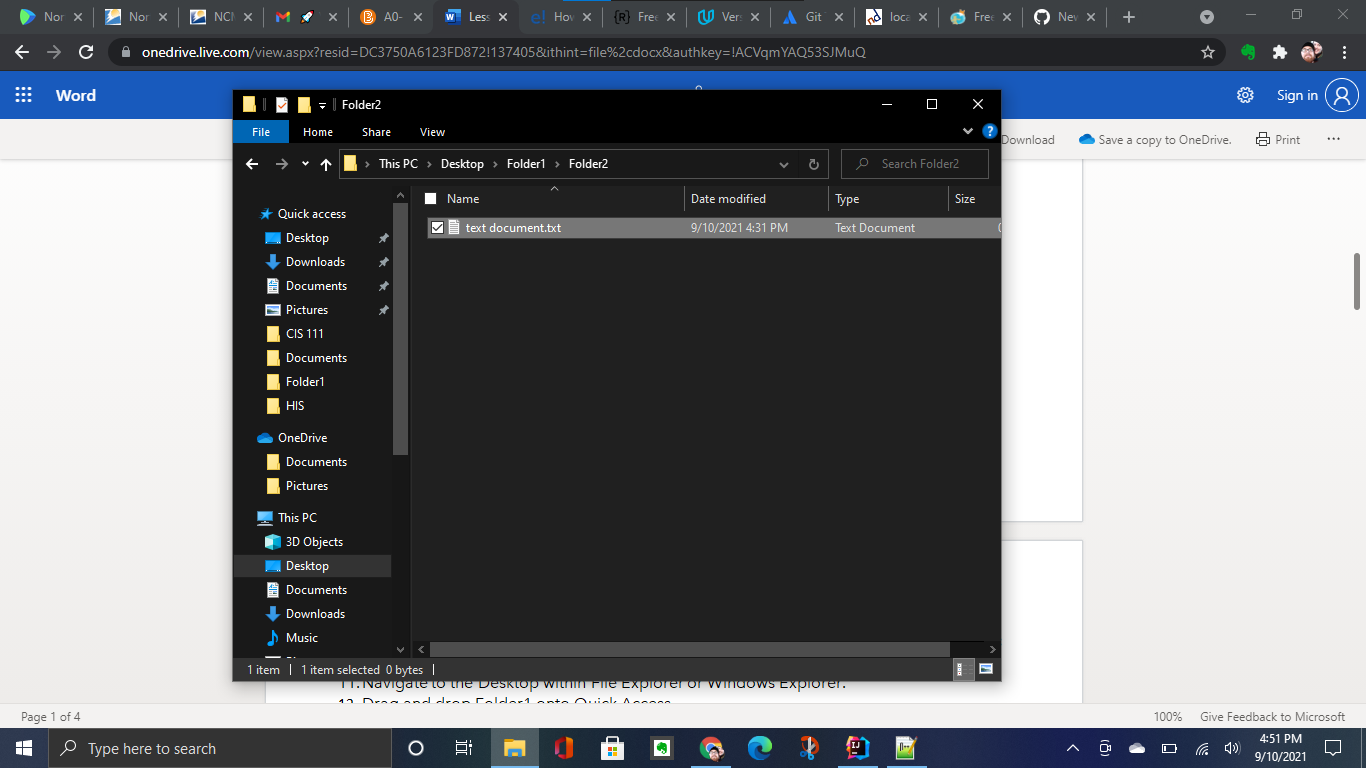 Nor
Nor
NCN
A0-
Less
How
Free
Vers
Git
loca
Free
Nev
onedrive.live.com/view.aspx?resid=DC3750A6123FD872!137405&ithint=file%2cdocx&authkey=!ACVqmYAQ53SJMuQ
Word
Sign in
Download
Save a copy to OneDrive.
Print
Folder2
File
Home
Share
View
This PC
Desktop
Folder1
Folder2
Search Folder2
Name
Date modified
Type
Size
text document.txt
9/10/2021 4:31 PM
Text Document
Quick access
Desktop
Downloads
Documents
Pictures
CIS 111
Documents
Folder1
HIS
OneDrive
Documents
Pictures
This PC
3D Objects
Desktop
Documents
Downloads
Music
1 item
1 item selected 0 bytes
11. Navigate to the Desktop within File Explorer or Windows Explorer.
12. Drag and drop Folder1 onto Quick Access
Page 1 of 4
100%
Give Feedback to Microsoft
Type here to search
4:51 PM
9/10/2021